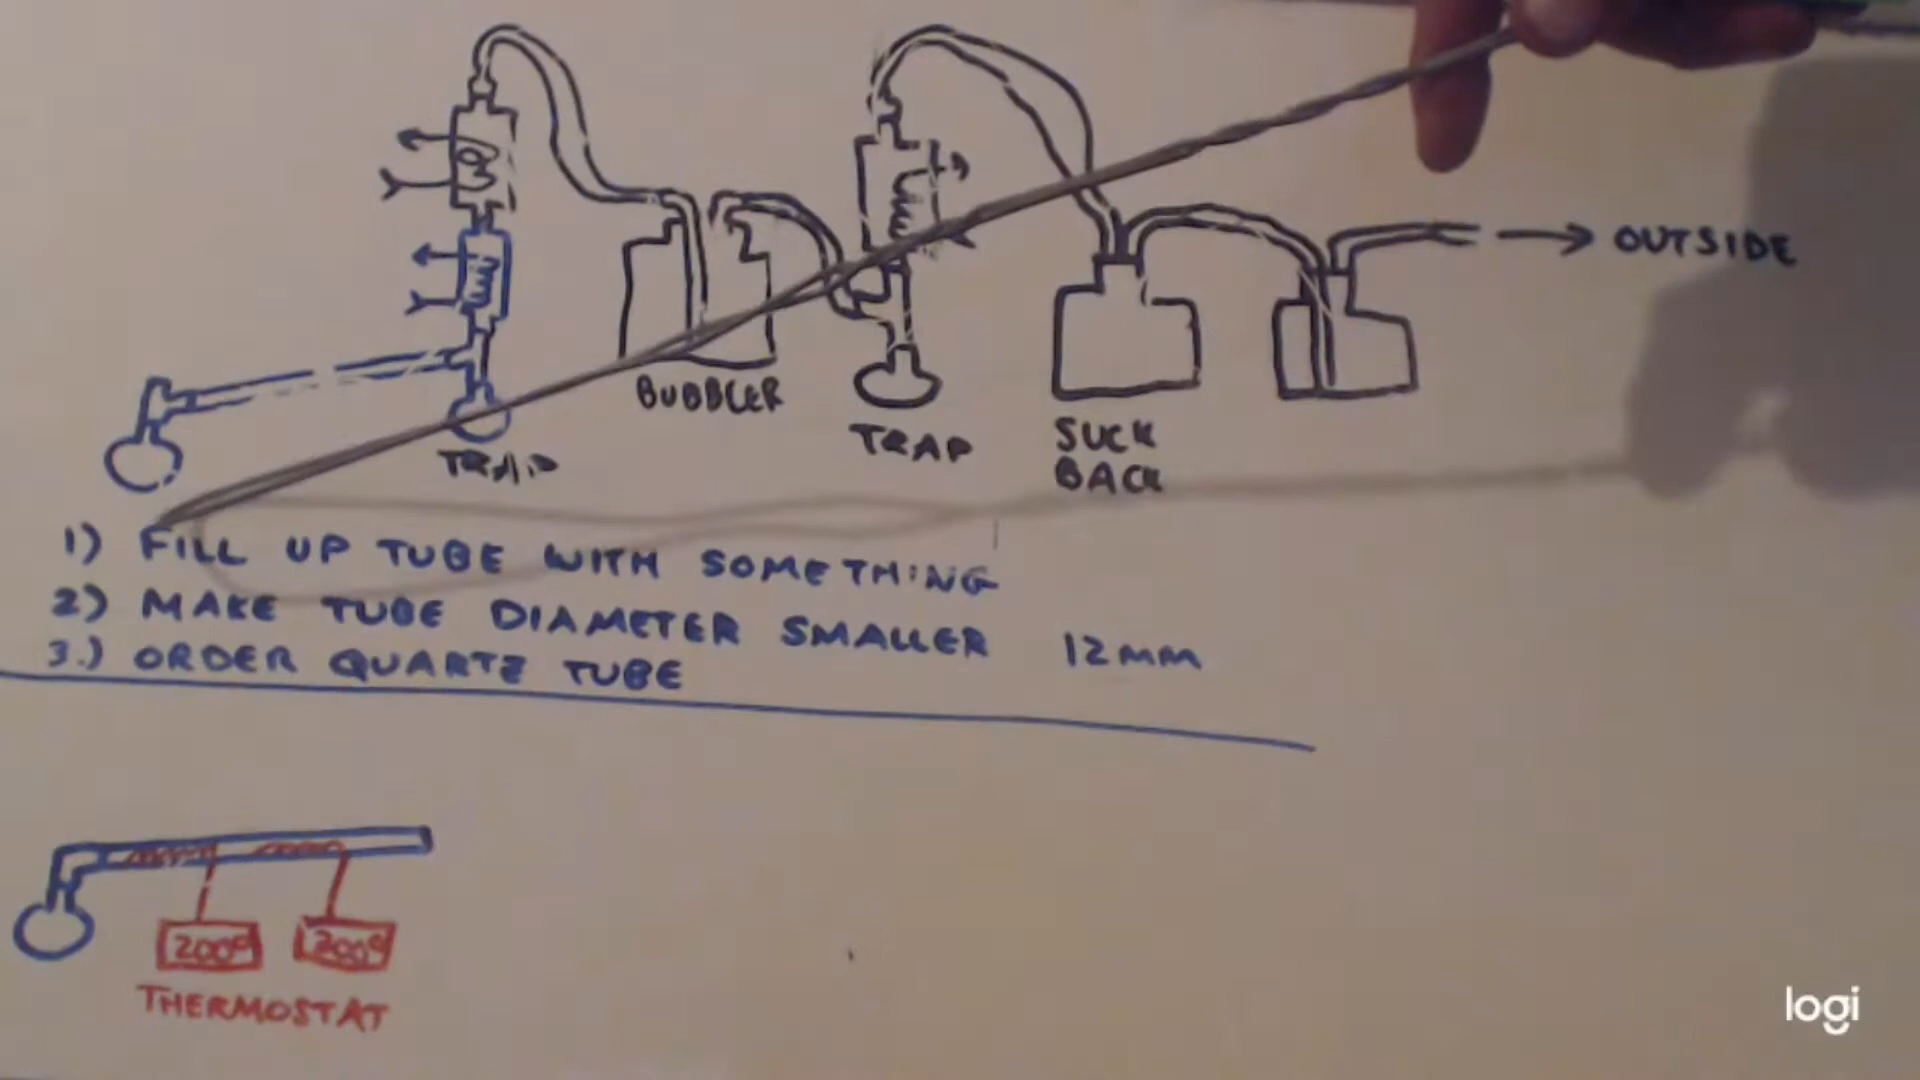 OUTSIDE
BUBBLER
TRAP
TRAP
SUCK
BACK
1) FILL UP TUBE WITH SOMETHING
2) MAKE TUBE DIAMETER SMALLER 12MM
3.) ORDER QUARTZ TUBE
200° 200°
THERMOSTAT
logi